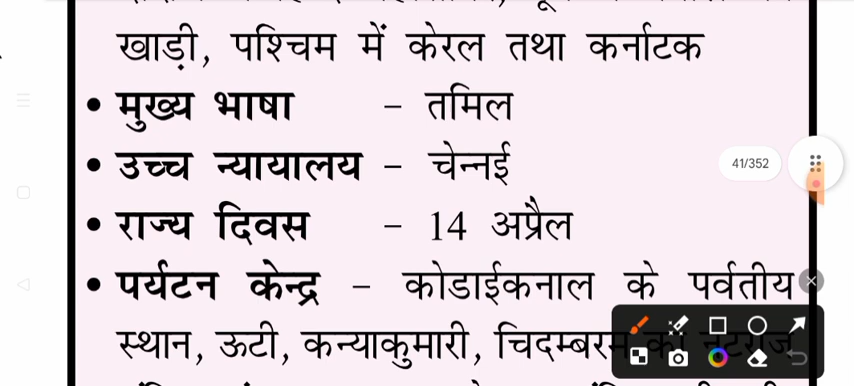 खाड़ी, पश्चिम में केरल तथा कर्नाटक
• मुख्य भाषा – तमिल
• उच्च न्यायालय – चेन्नई
41/352
• राज्य दिवस – 14 अप्रैल
• पर्यटन केन्द्र – कोडाईकनाल के पर्वतीय
स्थान, ऊटी, कन्याकुमारी, चिदम्बरम का नटराज